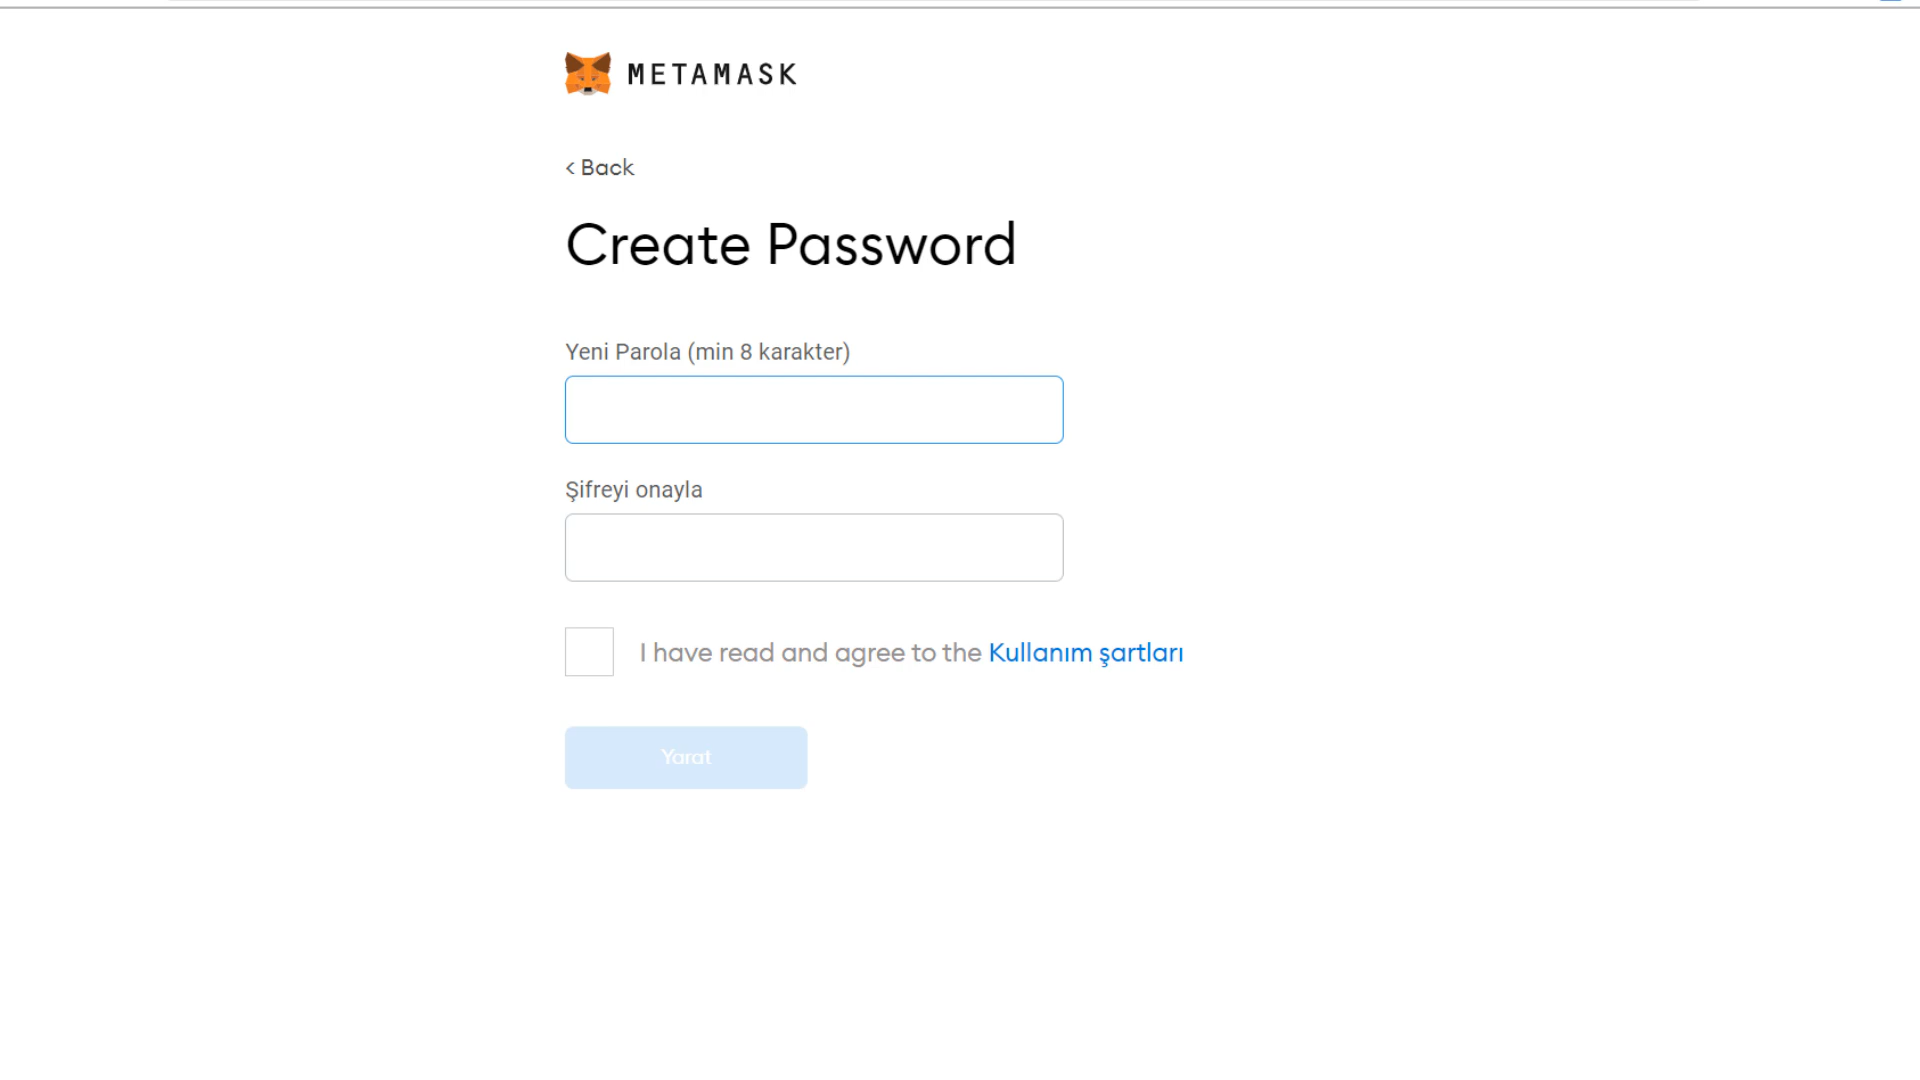 METAMASK
< Back
Create Password
Yeni Parola (min 8 karakter)
Şifreyi onayla
I have read and agree to the Kullanım şartları
Yarat